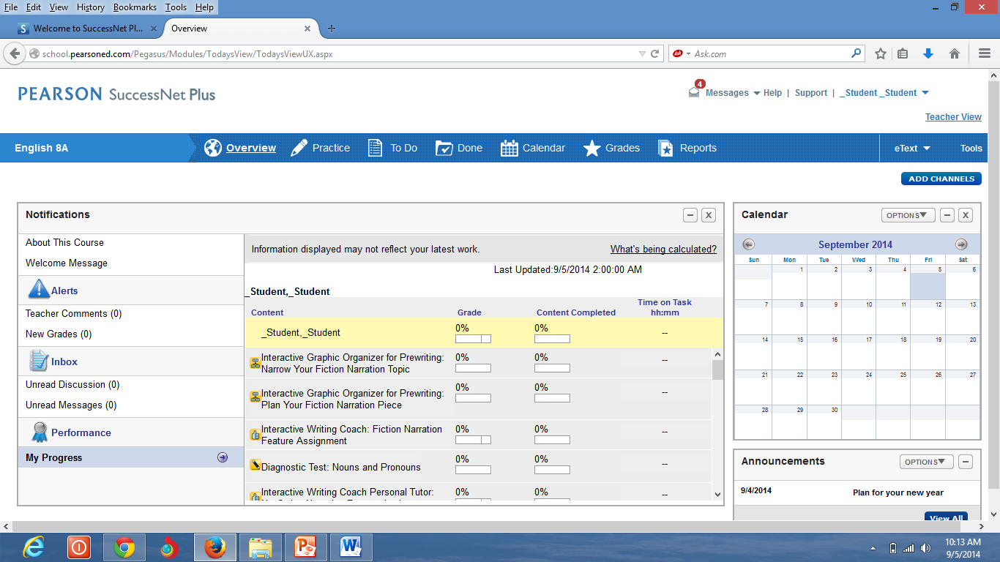 File Edit View History Bookmarks Tools Help
Welcome to SuccessNet Pl...
Overview
school.pearsoned.com/Pegasus/Modules/TodaysView/TodaysViewUX.aspx
Ask.com
PEARSON SuccessNet Plus
4
Messages Help | Support | _Student _Student
Teacher View
English 8A
Overview Practice To Do Done Calendar Grades Reports
eText Tools
ADD CHANNELS
Notifications
About This Course
Welcome Message
Alerts
Teacher Comments (0)
New Grades (0)
Inbox
Unread Discussion (0)
Unread Messages (0)
Performance
My Progress
Information displayed may not reflect your latest work.
What's being calculated?
Last Updated:9/5/2014 2:00:00 AM
_Student,_Student
Content Grade Content Completed Time on Task
hh:mm
_Student,_Student 0% 0% --
Interactive Graphic Organizer for Prewriting: 0% 0% --
Narrow Your Fiction Narration Topic
Interactive Graphic Organizer for Prewriting: 0% 0% --
Plan Your Fiction Narration Piece
Interactive Writing Coach: Fiction Narration 0% 0% --
Feature Assignment
Diagnostic Test: Nouns and Pronouns 0% 0% --
Interactive Writing Coach Personal Tutor: 0% 0% --
Calendar
OPTIONS
September 2014
Sun Mon Tue Wed Thu Fri Sat
1 2 3 4 5 6
7 8 9 10 11 12 13
14 15 16 17 18 19 20
21 22 23 24 25 26 27
28 29 30
Announcements
OPTIONS
9/4/2014 Plan for your new year
View All
10:13 AM
9/5/2014